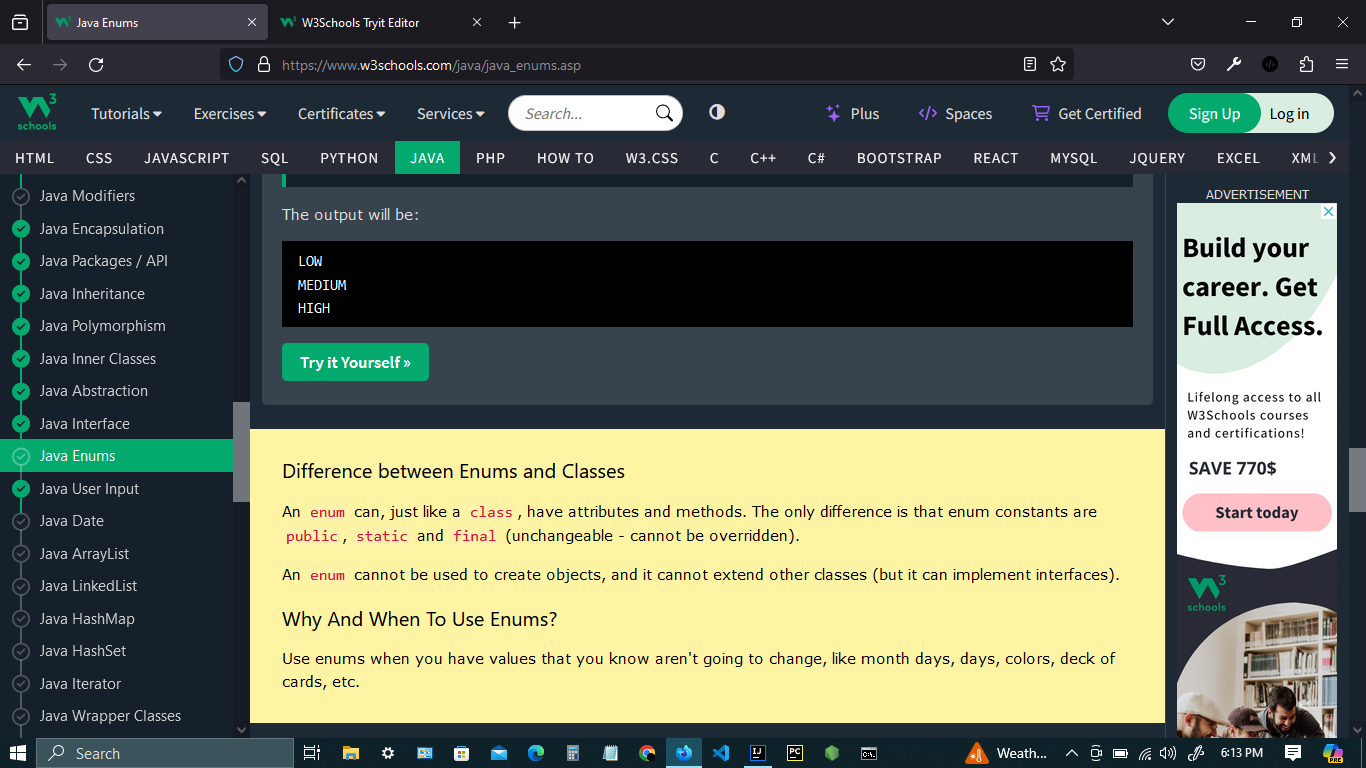 Java Enums
W3Schools Tryit Editor
https://www.w3schools.com/java/java_enums.asp
W3 schools
Tutorials
Exercises
Certificates
Services
Search...
Plus
Spaces
Get Certified
Sign Up
Log in
HTML
CSS
JAVASCRIPT
SQL
PYTHON
JAVA
PHP
HOW TO
W3.CSS
C
C++
C#
BOOTSTRAP
REACT
MYSQL
JQUERY
EXCEL
XML
Java Modifiers
Java Encapsulation
Java Packages / API
Java Inheritance
Java Polymorphism
Java Inner Classes
Java Abstraction
Java Interface
Java Enums
Java User Input
Java Date
Java ArrayList
Java LinkedList
Java HashMap
Java HashSet
Java Iterator
Java Wrapper Classes
The output will be:
LOW
MEDIUM
HIGH
Try it Yourself »
Difference between Enums and Classes
An enum can, just like a class, have attributes and methods. The only difference is that enum constants are
public, static and final (unchangeable - cannot be overridden).
An enum cannot be used to create objects, and it cannot extend other classes (but it can implement interfaces).
Why And When To Use Enums?
Use enums when you have values that you know aren't going to change, like month days, days, colors, deck of
cards, etc.
ADVERTISEMENT
Build your
career. Get
Full Access.
Lifelong access to all
W3Schools courses
and certifications!
SAVE 770$
Start today
W3 schools
Search
Weath...
6:13 PM